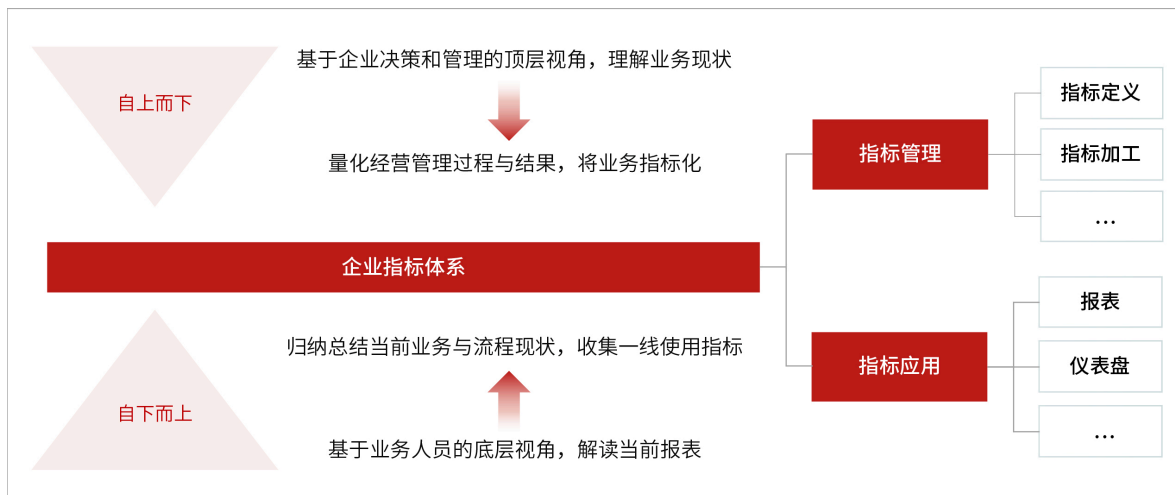 自上而下
基于企业决策和管理的顶层视角，理解业务现状
量化经营管理过程与结果，将业务指标化
企业指标体系
归纳总结当前业务与流程现状，收集一线使用指标
自下而上
基于业务人员的底层视角，解读当前报表
指标管理
指标定义
指标加工
...
指标应用
报表
仪表盘
...